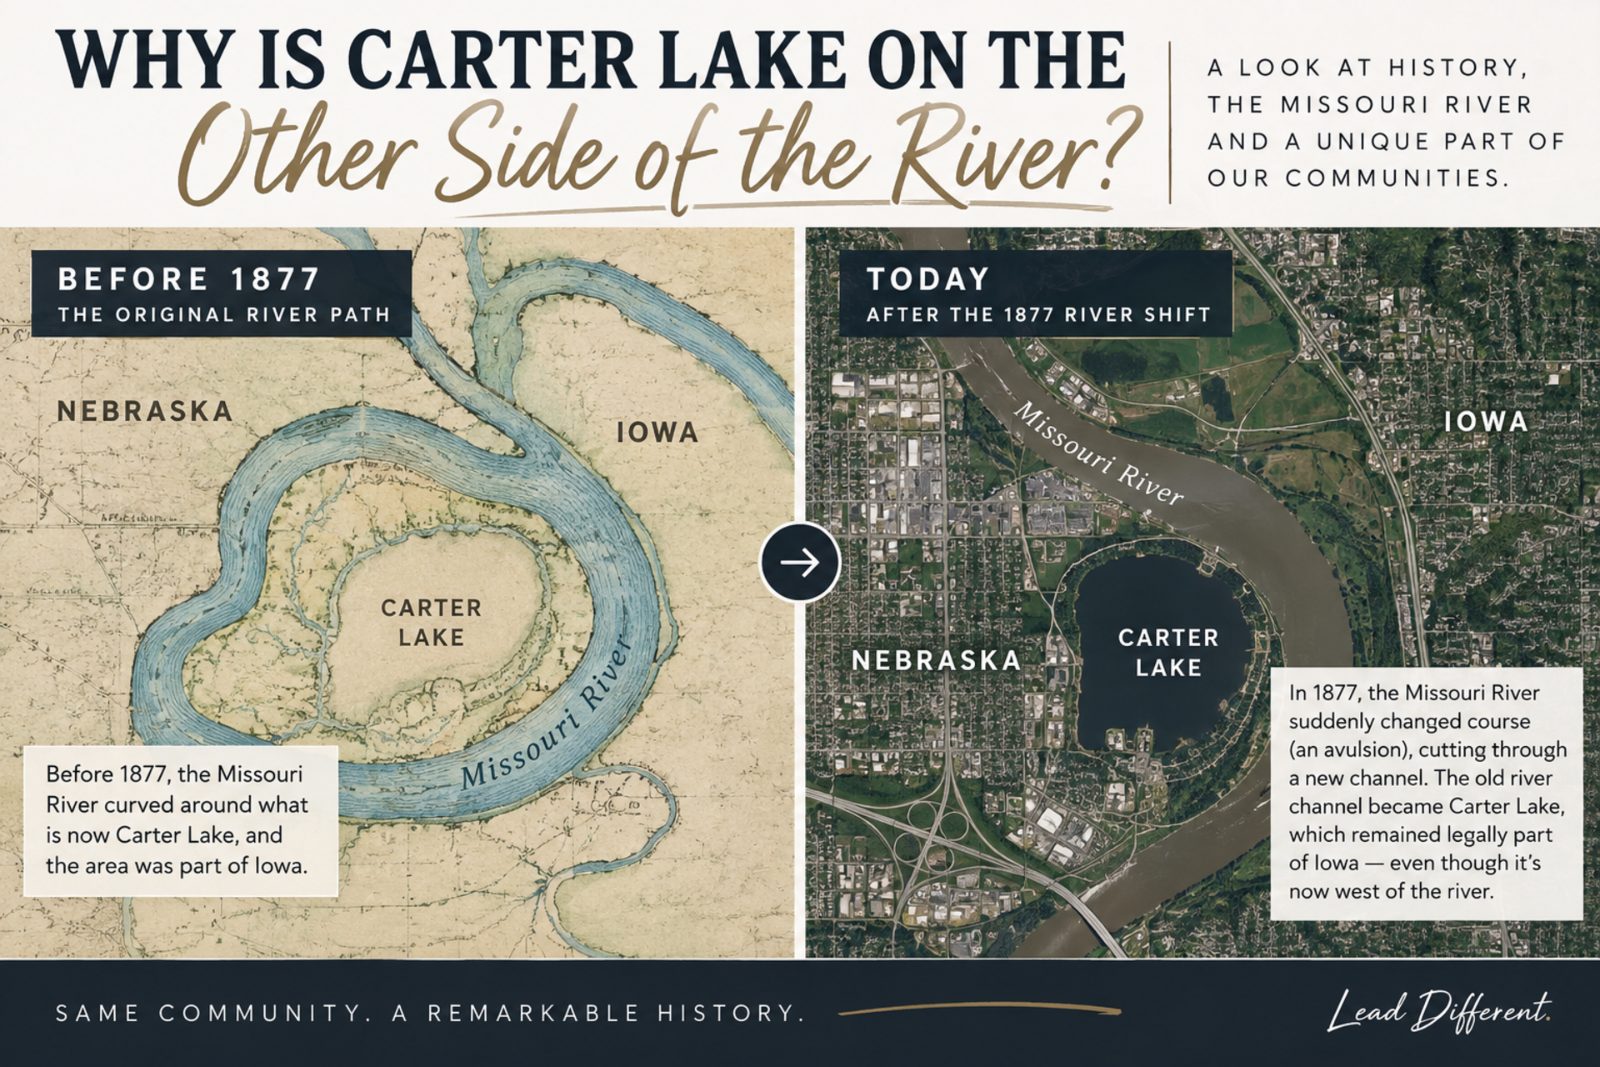 WHY IS CARTER LAKE ON THE
Other Side of the River?
A LOOK AT HISTORY,
THE MISSOURI RIVER
AND A UNIQUE PART OF
OUR COMMUNITIES.
BEFORE 1877
THE ORIGINAL RIVER PATH
NEBRASKA
IOWA
CARTER
LAKE
Missouri River
Before 1877, the Missouri
River curved around what
is now Carter Lake, and
the area was part of Iowa.
TODAY
AFTER THE 1877 RIVER SHIFT
Missouri River
IOWA
NEBRASKA
CARTER
LAKE
In 1877, the Missouri River
suddenly changed course
(an avulsion), cutting through
a new channel. The old river
channel became Carter Lake,
which remained legally part
of Iowa — even though it's
now west of the river.
SAME COMMUNITY. A REMARKABLE HISTORY.
Lead Different.